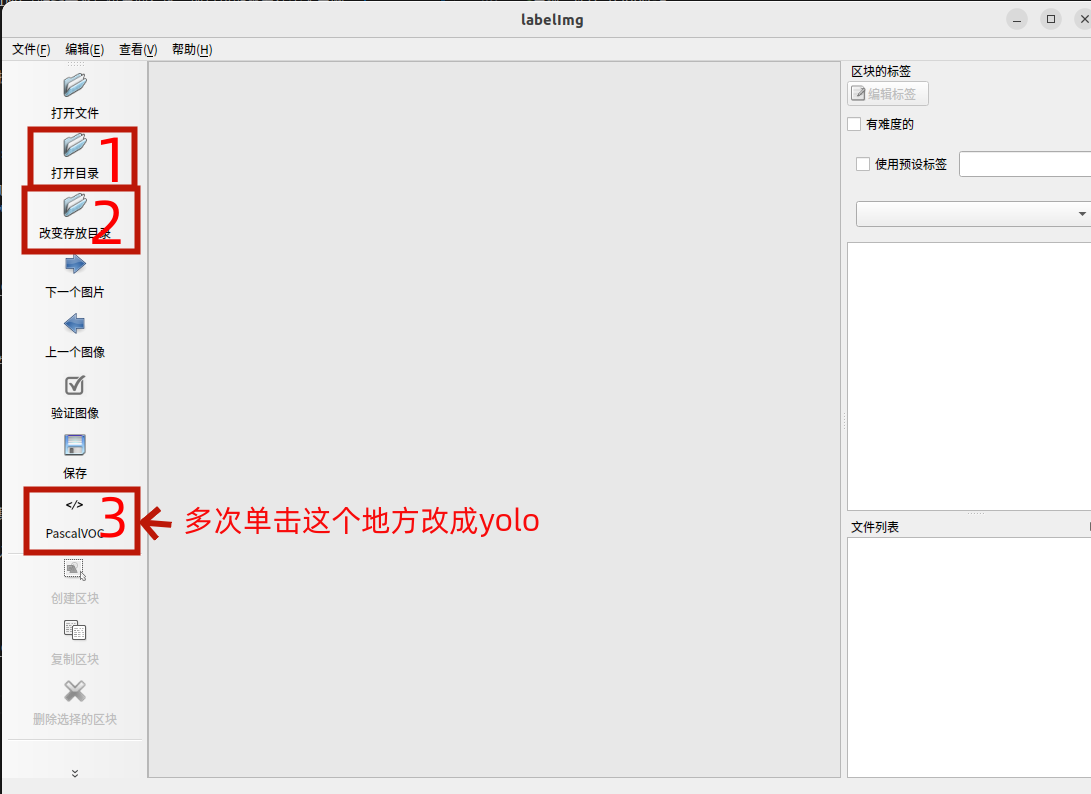 labelImg
文件(F) 编辑(E) 查看(V) 帮助(H)
打开文件
打开目录 1
改变存放目录 2
下一个图片
上一个图像
验证图像
保存
</> 3
PascalVOC
多次单击这个地方改成yolo
创建区块
复制区块
删除选择的区块
区块的标签
编辑标签
有难度的
使用预设标签
文件列表